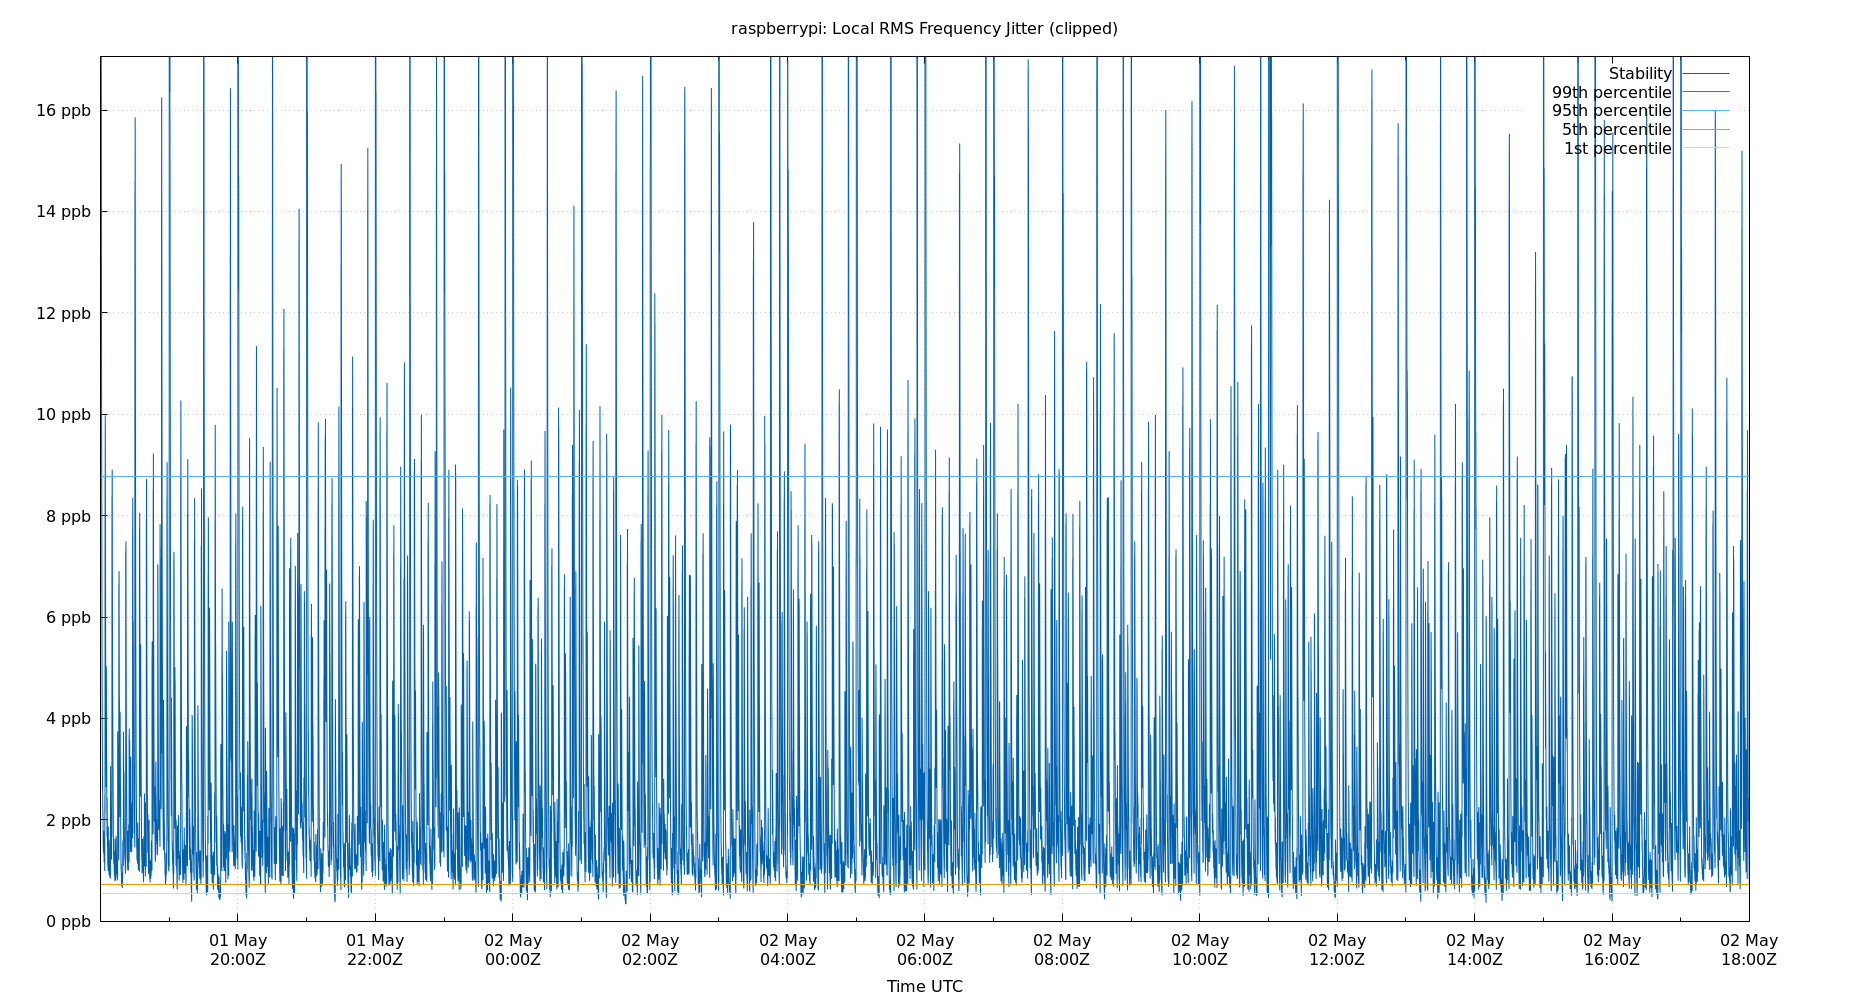 raspberrypi: Local RMS Frequency Jitter (clipped)
Stability
99th percentile
95th percentile
5th percentile
1st percentile
16 ppb
14 ppb
12 ppb
10 ppb
8 ppb
6 ppb
4 ppb
2 ppb
0 ppb
01 May 01 May 02 May 02 May 02 May 02 May 02 May 02 May 02 May 02 May 02 May 02 May
20:00Z 22:00Z 00:00Z 02:00Z 04:00Z 06:00Z 08:00Z 10:00Z 12:00Z 14:00Z 16:00Z 18:00Z
Time UTC